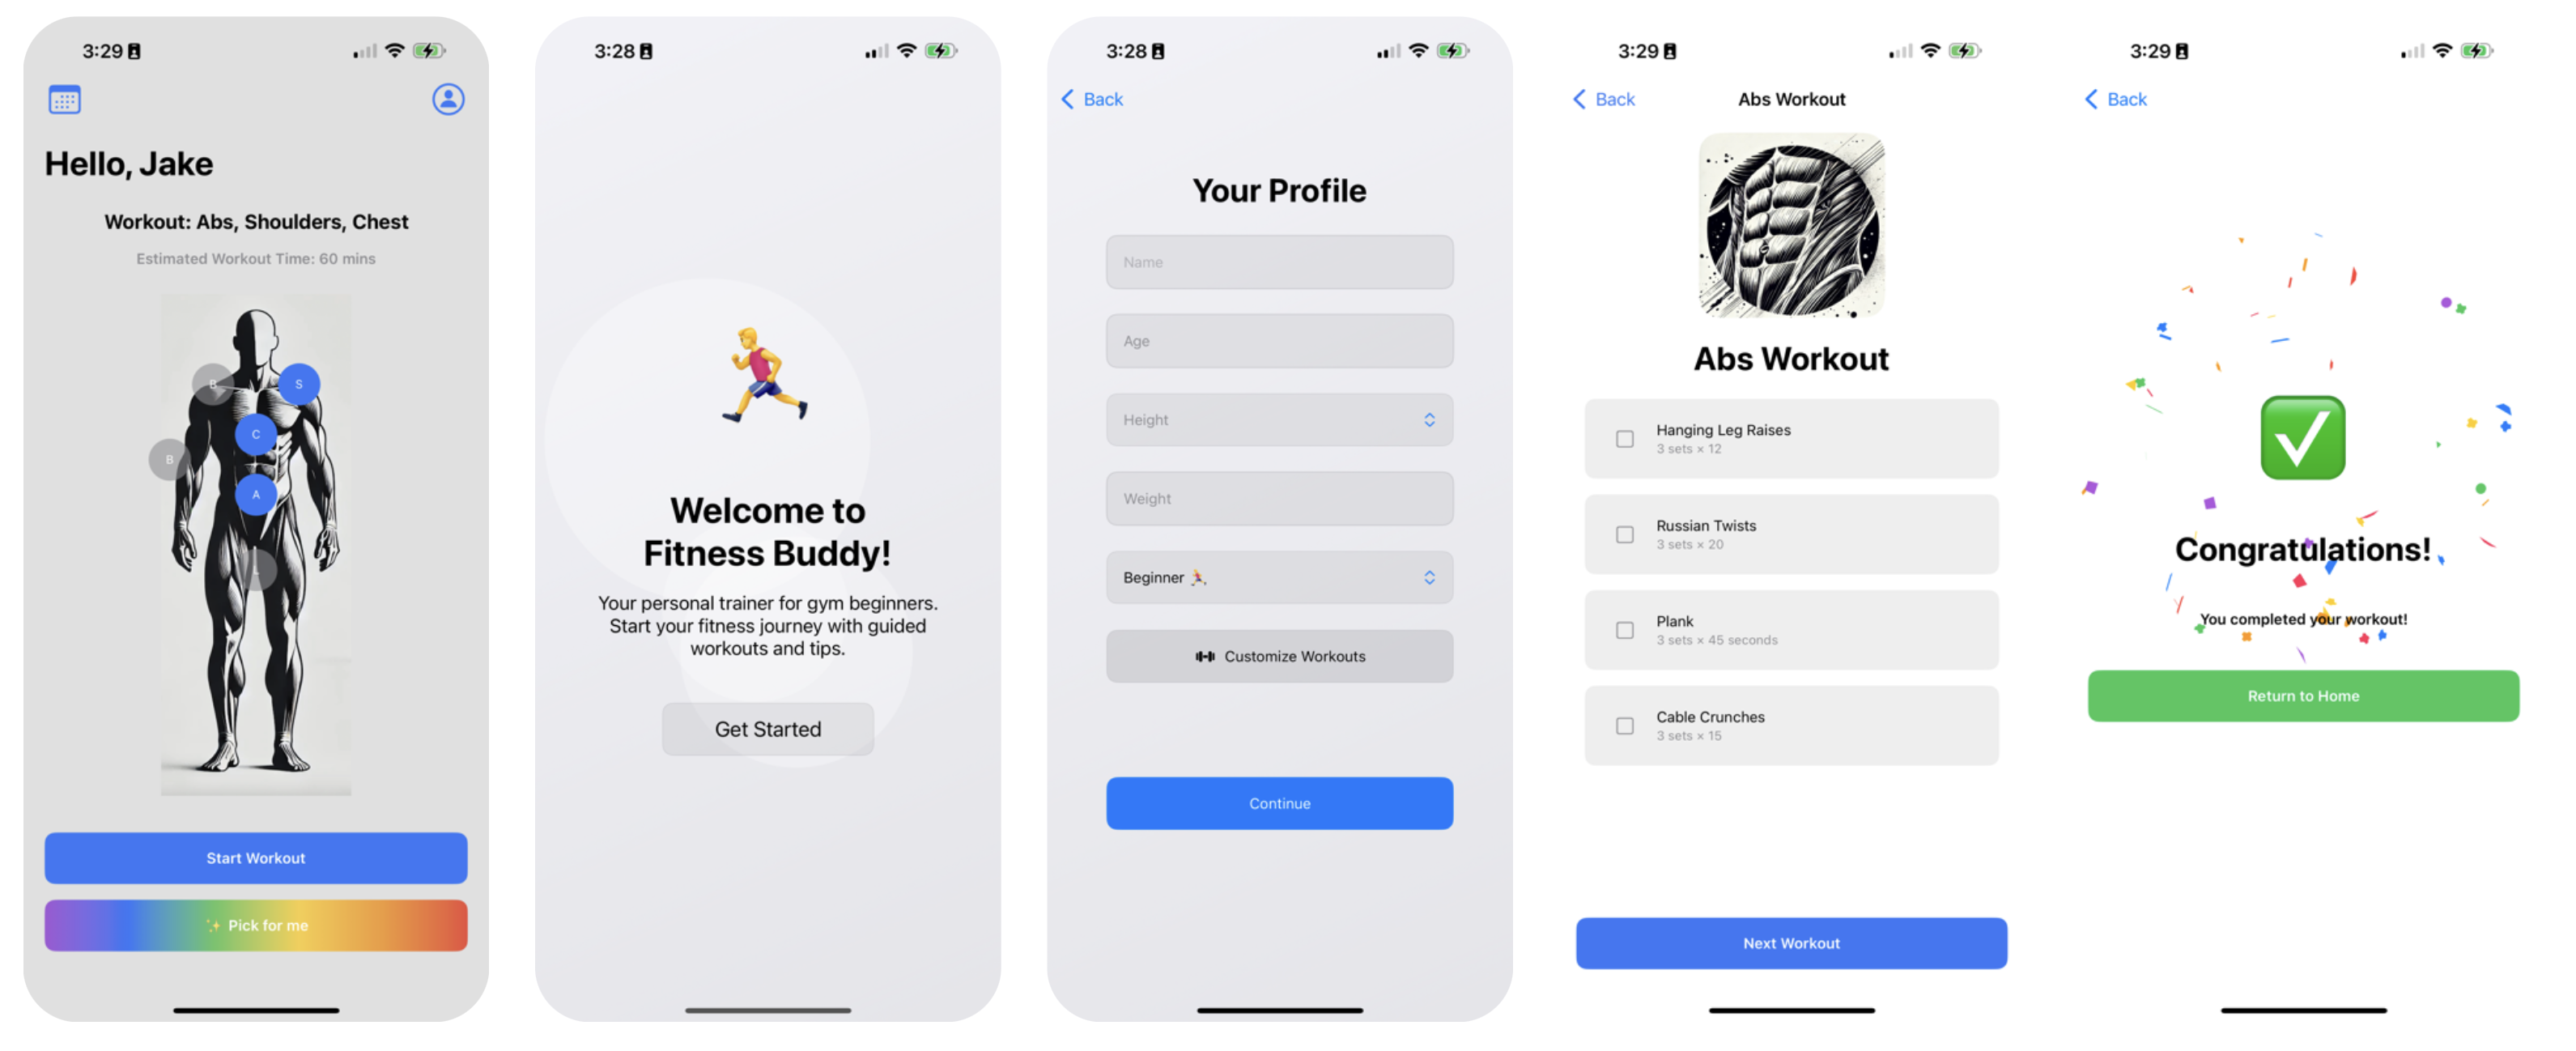 3:29
Hello, Jake
Workout: Abs, Shoulders, Chest
Estimated Workout Time: 60 mins
B
S
C
B
A
L
Start Workout
✨ Pick for me
3:28
Welcome to
Fitness Buddy!
Your personal trainer for gym beginners.
Start your fitness journey with guided
workouts and tips.
Get Started
3:28
Back
Your Profile
Name
Age
Height
Weight
Beginner
Customize Workouts
Continue
3:29
Back
Abs Workout
Abs Workout
Hanging Leg Raises
3 sets × 12
Russian Twists
3 sets × 20
Plank
3 sets × 45 seconds
Cable Crunches
3 sets × 15
Next Workout
3:29
Back
Congratulations!
You completed your workout!
Return to Home